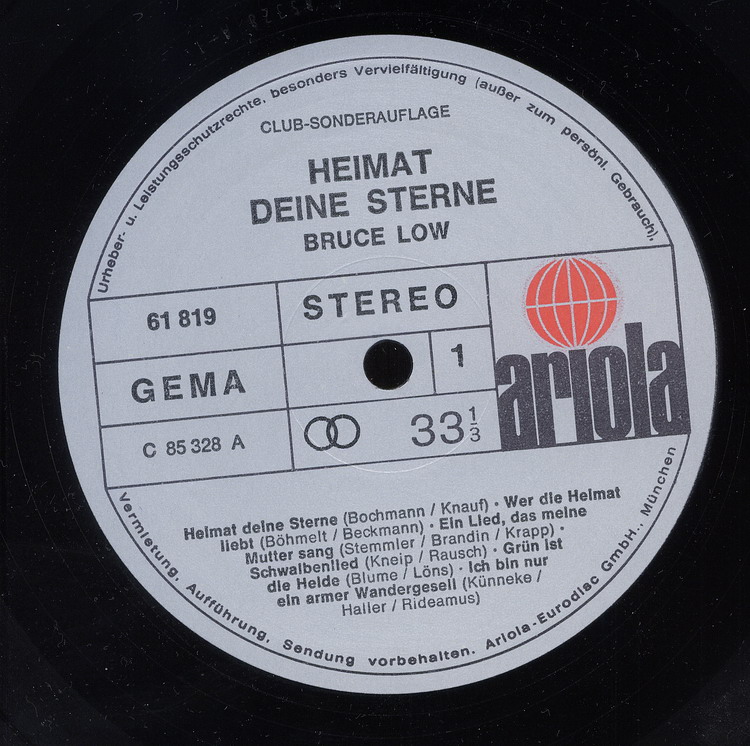 Urheber- u. Leistungsschutzrechte, besonders Vervielfältigung (außer zum persönl. Gebrauch),
CLUB-SONDERAUFLAGE
HEIMAT
DEINE STERNE
BRUCE LOW
61 819
STEREO
GEMA
1
ariola
C 85 328 A
33 1/3
Heimat deine Sterne (Bochmann / Knauf) · Wer die Heimat
liebt (Böhmelt / Beckmann) · Ein Lied, das meine
Mutter sang (Stemmler / Brandin / Krapp) ·
Schwalbenlied (Kneip / Rausch) · Grün ist
die Heide (Blume / Löns) · Ich bin nur
ein armer Wandergesell (Künneke /
Haller / Rideamus)
Vermietung, Aufführung, Sendung vorbehalten. Ariola-Eurodisc GmbH., München